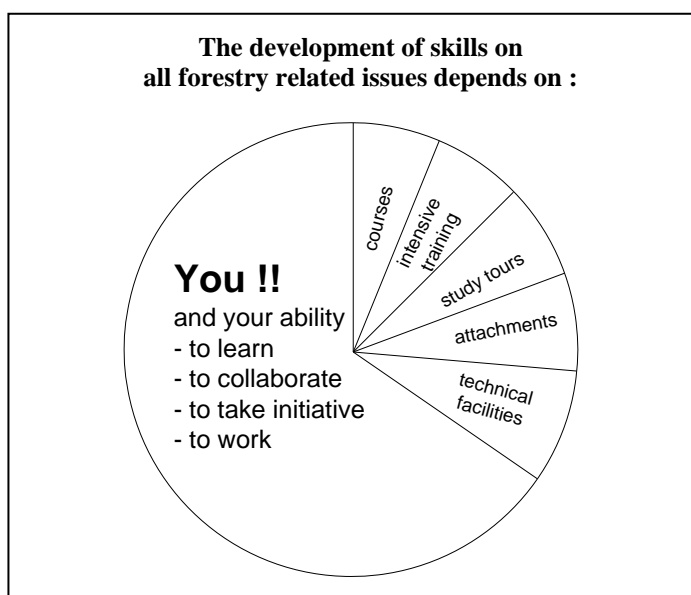 The development of skills on
all forestry related issues depends on :
You !!
and your ability
- to learn
- to collaborate
- to take initiative
- to work
courses
intensive
training
study tours
attachments
technical
facilities